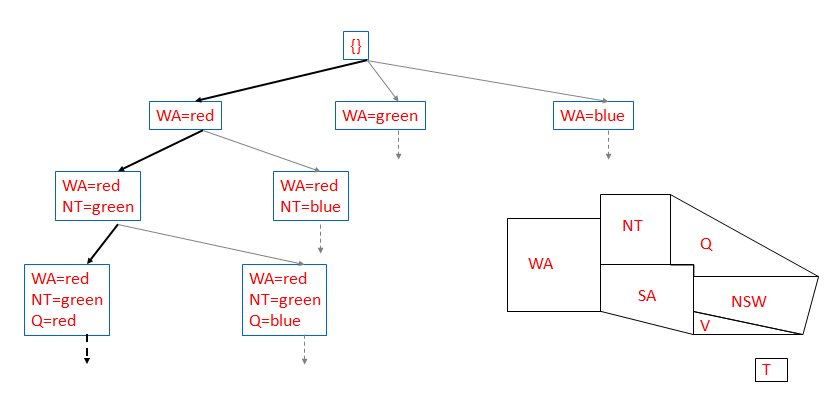 {}
WA=red
WA=green
WA=blue
WA=red
NT=green
WA=red
NT=blue
WA=red
NT=green
Q=red
WA=red
NT=green
Q=blue
NT
Q
WA
SA
NSW
V
T